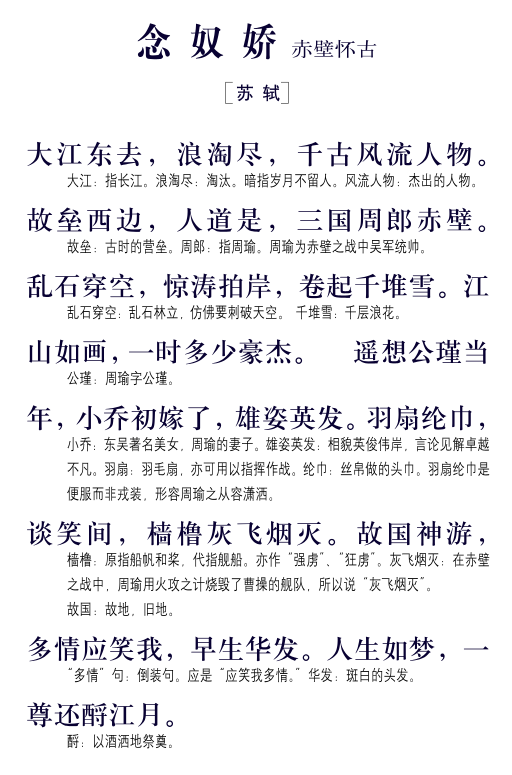 念奴娇 赤壁怀古
[苏轼]
大江东去，浪淘尽，千古风流人物。
大江：指长江。浪淘尽：淘汰。暗指岁月不留人。风流人物：杰出的人物。
故垒西边，人道是，三国周郎赤壁。
故垒：古时的营垒。周郎：指周瑜。周瑜为赤壁之战中吴军统帅。
乱石穿空，惊涛拍岸，卷起千堆雪。江
乱石穿空：乱石林立，仿佛要刺破天空。 千堆雪：千层浪花。
山如画，一时多少豪杰。 遥想公瑾当
公瑾：周瑜字公瑾。
年，小乔初嫁了，雄姿英发。羽扇纶巾，
小乔：东吴著名美女，周瑜的妻子。雄姿英发：相貌英俊伟岸，言论见解卓越
不凡。羽扇：羽毛扇，亦可用以指挥作战。纶巾：丝帛做的头巾。羽扇纶巾是
便服而非戎装，形容周瑜之从容潇洒。
谈笑间，樯橹灰飞烟灭。故国神游，
樯橹：原指船帆和桨，代指舰船。亦作“强虏”、“狂虏”。灰飞烟灭：在赤壁
之战中，周瑜用火攻之计烧毁了曹操的舰队，所以说“灰飞烟灭”。
故国：故地，旧地。
多情应笑我，早生华发。人生如梦，一
“多情”句：倒装句。应是“应笑我多情。”华发：斑白的头发。
尊还酹江月。
酹：以酒洒地祭奠。